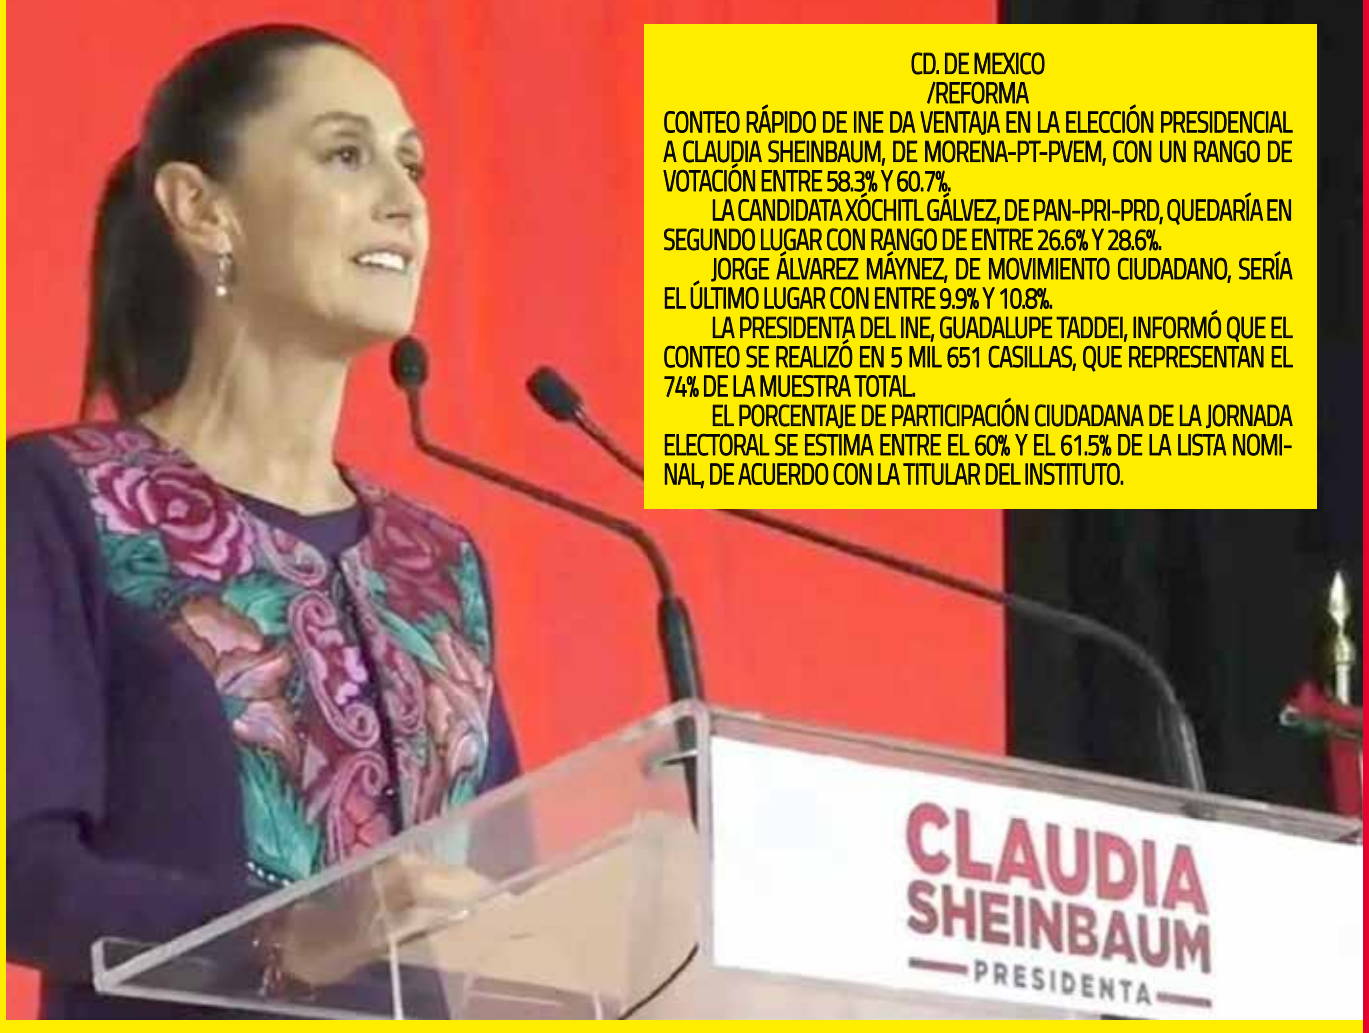 CD. DE MEXICO
/REFORMA
CONTEO RÁPIDO DE INE DA VENTAJA EN LA ELECCIÓN PRESIDENCIAL
A CLAUDIA SHEINBAUM, DE MORENA-PT-PVEM, CON UN RANGO DE
VOTACIÓN ENTRE 58.3% Y 60.7%.
LA CANDIDATA XÓCHITL GÁLVEZ, DE PAN-PRI-PRD, QUEDARÍA EN
SEGUNDO LUGAR CON RANGO DE ENTRE 26.6% Y 28.6%.
JORGE ÁLVAREZ MÁYNEZ, DE MOVIMIENTO CIUDADANO, SERÍA
EL ÚLTIMO LUGAR CON ENTRE 9.9% Y 10.8%.
LA PRESIDENTA DEL INE, GUADALUPE TADDEI, INFORMÓ QUE EL
CONTEO SE REALIZÓ EN 5 MIL 651 CASILLAS, QUE REPRESENTAN EL
74% DE LA MUESTRA TOTAL.
EL PORCENTAJE DE PARTICIPACIÓN CIUDADANA DE LA JORNADA
ELECTORAL SE ESTIMA ENTRE EL 60% Y EL 61.5% DE LA LISTA NOMI-
NAL, DE ACUERDO CON LA TITULAR DEL INSTITUTO.
CLAUDIA
SHEINBAUM
PRESIDENTA